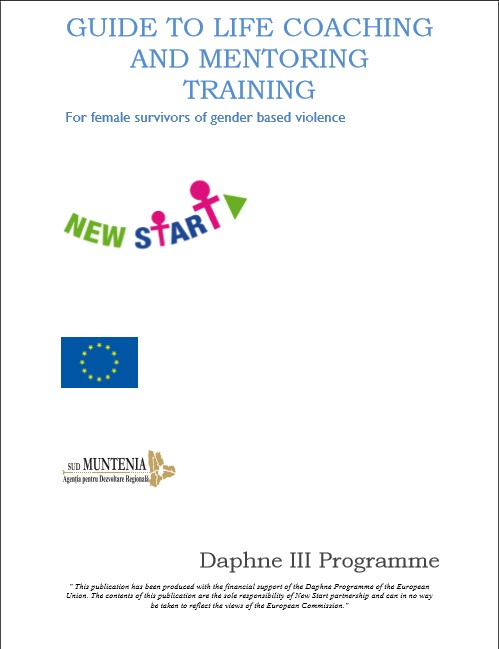 GUIDE TO LIFE COACHING
AND MENTORING
TRAINING
For female survivors of gender based violence
NEW START
SUD MUNTENIA
Agenția pentru Dezvoltare Regională
Daphne III Programme
" This publication has been produced with the financial support of the Daphne Programme of the European
Union. The contents of this publication are the sole responsibility of New Start partnership and can in no way
be taken to reflect the views of the European Commission."